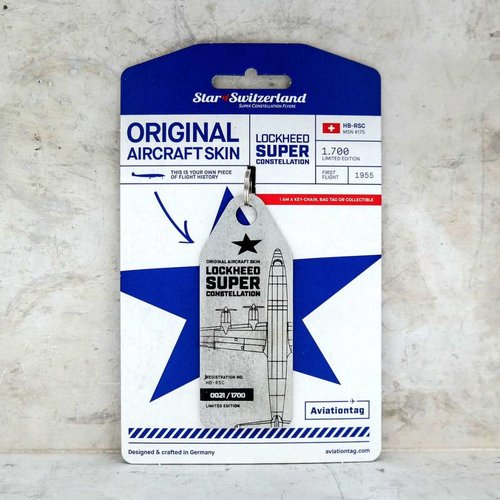 Star of Switzerland
SUPER CONSTELLATION FLYERS
ORIGINAL
AIRCRAFT SKIN
THIS IS YOUR OWN PIECE
OF FLIGHT HISTORY
LOCKHEED
SUPER
CONSTELLATION
HB-RSC
MSN 4175
1.700
LIMITED EDITION
FIRST
FLIGHT
1955
I AM A KEY-CHAIN, BAG TAG OR COLLECTIBLE
ORIGINAL AIRCRAFT SKIN
LOCKHEED
SUPER
CONSTELLATION
REGISTRATION NO.
HB-RSC
0021 / 1700
LIMITED EDITION
Aviationtag
Designed & crafted in Germany
aviationtag.com